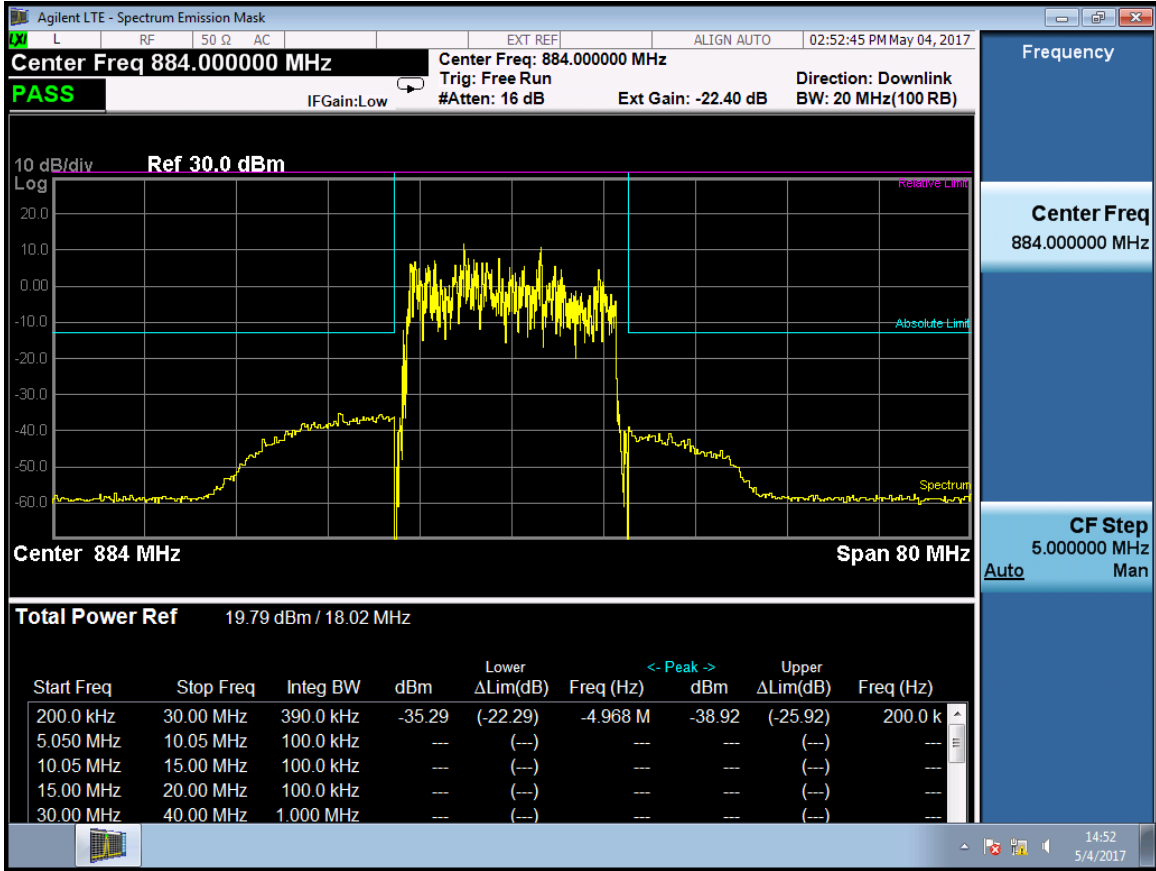 Agilent LTE - Spectrum Emission Mask
LXI L RF 50 Ω AC EXT REF ALIGN AUTO 02:52:45 PM May 04, 2017
Center Freq 884.000000 MHz
Center Freq: 884.000000 MHz
Trig: Free Run Direction: Downlink
PASS IFGain:Low #Atten: 16 dB Ext Gain: -22.40 dB BW: 20 MHz(100 RB)
10 dB/div Ref 30.0 dBm
Log
Relative Limit
20.0
10.0
0.00
-10.0
Absolute Limit
-20.0
-30.0
-40.0
-50.0
Spectrum
-60.0
Center 884 MHz Span 80 MHz
Total Power Ref 19.79 dBm / 18.02 MHz
Lower <- Peak -> Upper
Start Freq Stop Freq Integ BW dBm ΔLim(dB) Freq (Hz) dBm ΔLim(dB) Freq (Hz)
200.0 kHz 30.00 MHz 390.0 kHz -35.29 (-22.29) -4.968 M -38.92 (-25.92) 200.0 k
5.050 MHz 10.05 MHz 100.0 kHz --- (---) --- --- (---) ---
10.05 MHz 15.00 MHz 100.0 kHz --- (---) --- --- (---) ---
15.00 MHz 20.00 MHz 100.0 kHz --- (---) --- --- (---) ---
30.00 MHz 40.00 MHz 1.000 MHz --- (---) --- --- (---) ---
Frequency
Center Freq
884.000000 MHz
CF Step
5.000000 MHz
Auto Man
14:52
5/4/2017